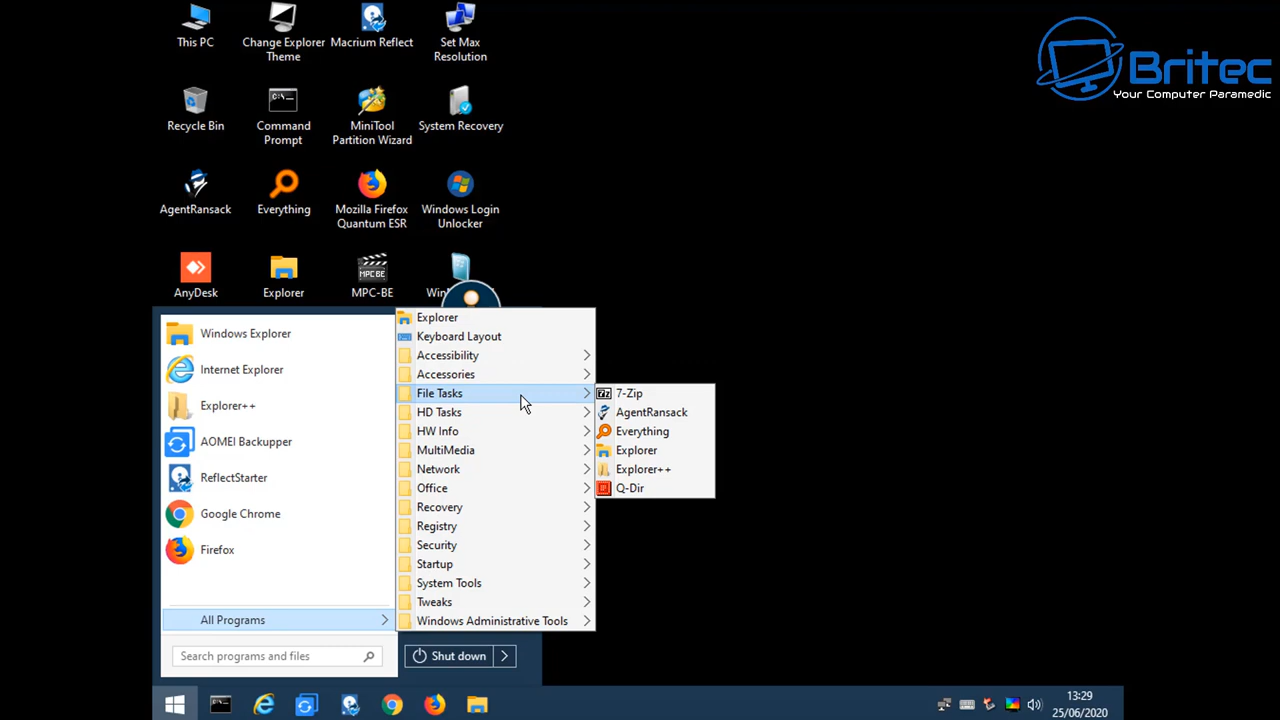 This PC
Change Explorer
Theme
Macrium Reflect
Set Max
Resolution
Britec
Your Computer Paramedic
Recycle Bin
Command
Prompt
MiniTool
Partition Wizard
System Recovery
AgentRansack
Everything
Mozilla Firefox
Quantum ESR
Windows Login
Unlocker
AnyDesk
Explorer
MPCBE
MPC-BE
Windows Explorer
Internet Explorer
Explorer++
AOMEI Backupper
ReflectStarter
Google Chrome
Firefox
All Programs
Search programs and files
Explorer
Keyboard Layout
Accessibility
Accessories
File Tasks
HD Tasks
HW Info
MultiMedia
Network
Office
Recovery
Registry
Security
Startup
System Tools
Tweaks
Windows Administrative Tools
Shut down
7-Zip
AgentRansack
Everything
Explorer
Explorer++
Q-Dir
13:29
25/06/2020